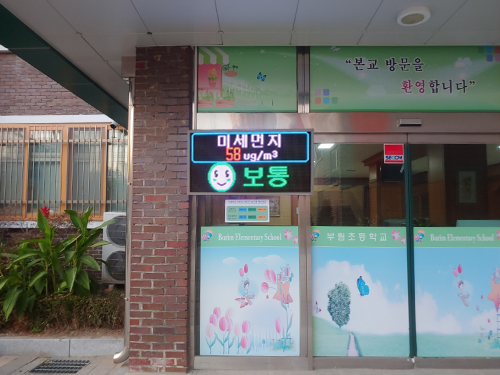 "본교 방문을
환영합니다"
미세먼지
58 ug/m³
보통
SECOM
Buwon Elementary School
부원초등학교
Buwon Elementary School